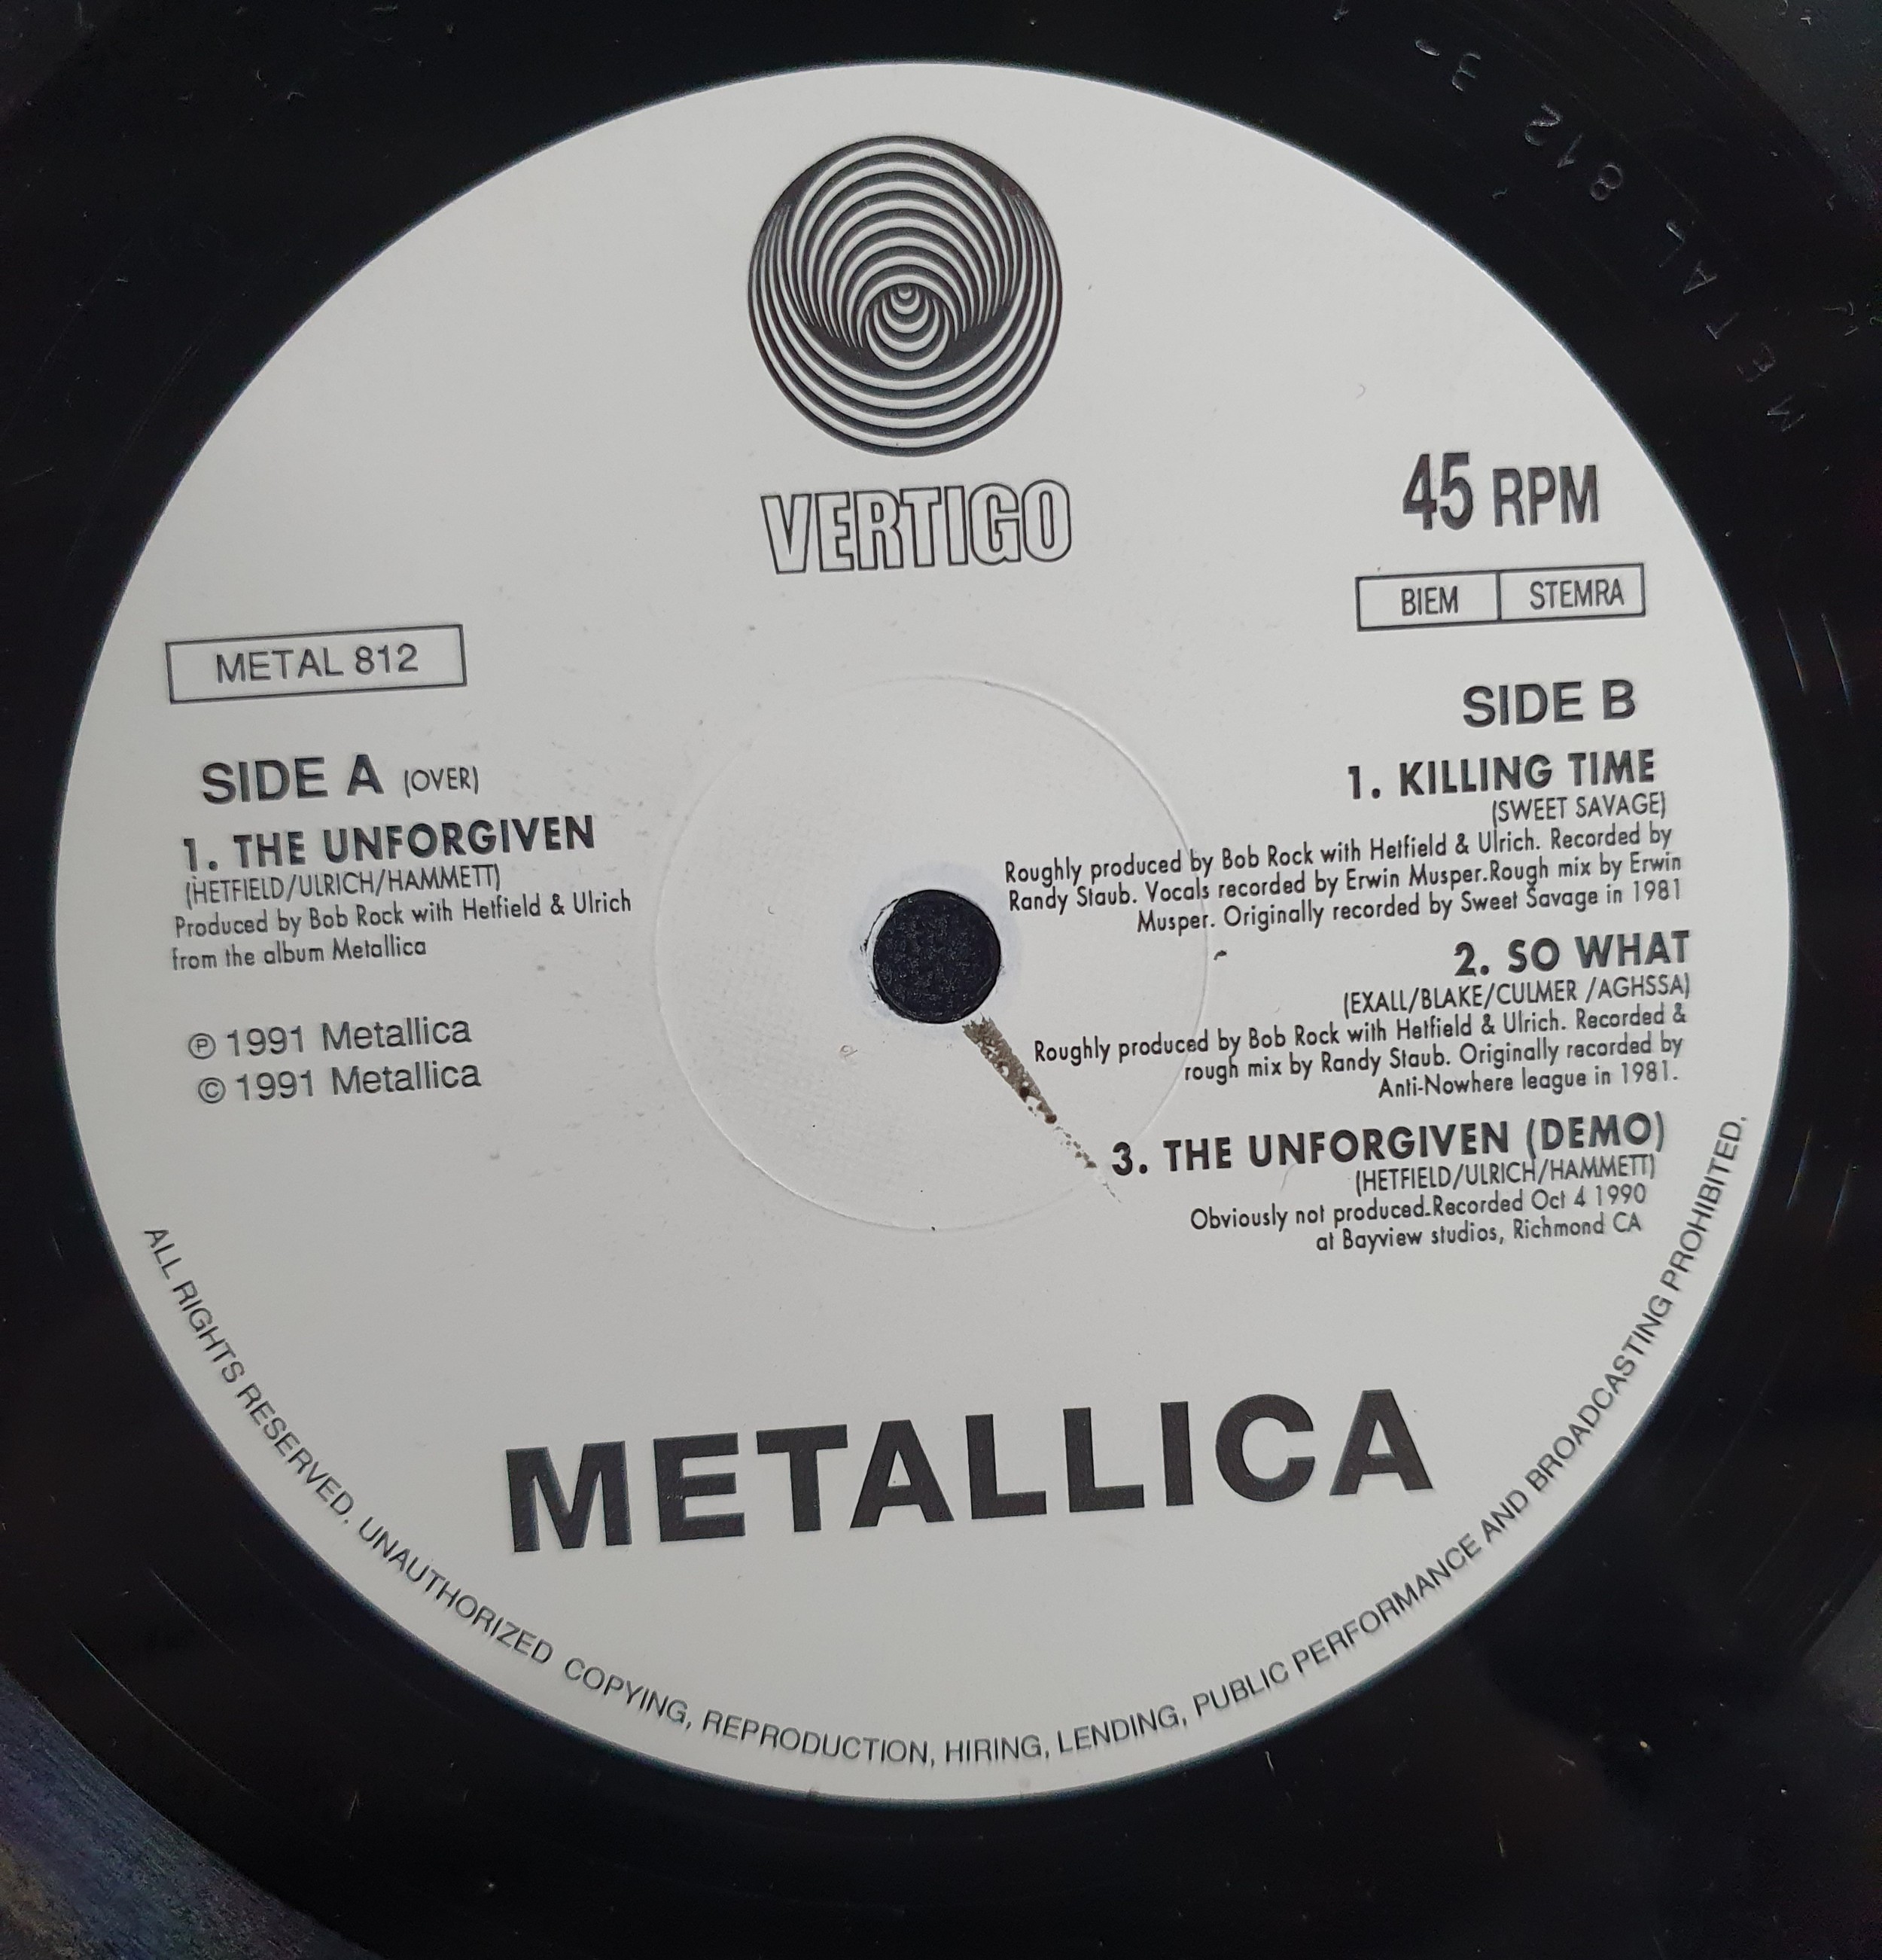 METAL 812 3
VERTIGO
45 RPM
BIEM STEMRA
METAL 812
SIDE A (OVER)
1. THE UNFORGIVEN
(HETFIELD/ULRICH/HAMMETT)
Produced by Bob Rock with Hetfield & Ulrich
from the album Metallica
℗ 1991 Metallica
© 1991 Metallica
SIDE B
1. KILLING TIME
(SWEET SAVAGE)
Roughly produced by Bob Rock with Hetfield & Ulrich. Recorded by
Randy Staub. Vocals recorded by Erwin Musper.Rough mix by Erwin
Musper. Originally recorded by Sweet Savage in 1981
2. SO WHAT
(EXALL/BLAKE/CULMER /AGHSSA)
Roughly produced by Bob Rock with Hetfield & Ulrich. Recorded &
rough mix by Randy Staub. Originally recorded by
Anti-Nowhere league in 1981.
3. THE UNFORGIVEN (DEMO)
(HETFIELD/ULRICH/HAMMETT)
Obviously not produced.Recorded Oct 4 1990
at Bayview studios, Richmond CA
METALLICA
ALL RIGHTS RESERVED, UNAUTHORIZED COPYING, REPRODUCTION, HIRING, LENDING, PUBLIC PERFORMANCE AND BROADCASTING PROHIBITED.